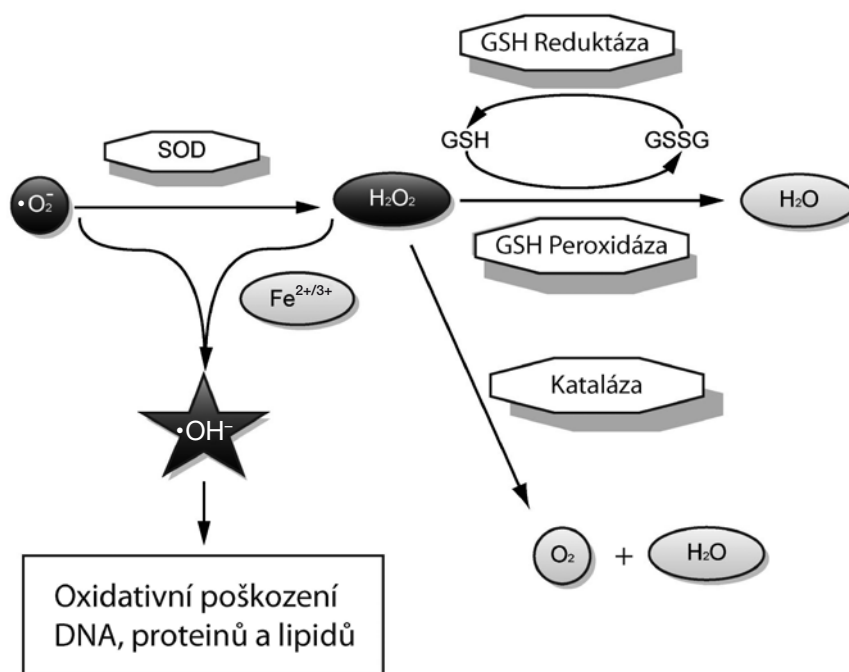 GSH Reduktáza
GSH
GSSG
SOD
•O₂⁻
H₂O₂
H₂O
GSH Peroxidáza
Fe²⁺/³⁺
Kataláza
•OH⁻
O₂ + H₂O
Oxidativní poškození
DNA, proteinů a lipidů